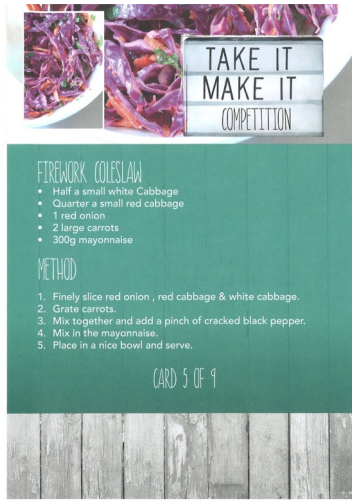 TAKE IT
MAKE IT
COMPETITION
FIREWORK COLESLAW
• Half a small white Cabbage
• Quarter a small red cabbage
• 1 red onion
• 2 large carrots
• 300g mayonnaise
METHOD
1. Finely slice red onion , red cabbage & white cabbage.
2. Grate carrots.
3. Mix together and add a pinch of cracked black pepper.
4. Mix in the mayonnaise.
5. Place in a nice bowl and serve.
CARD 5 OF 9